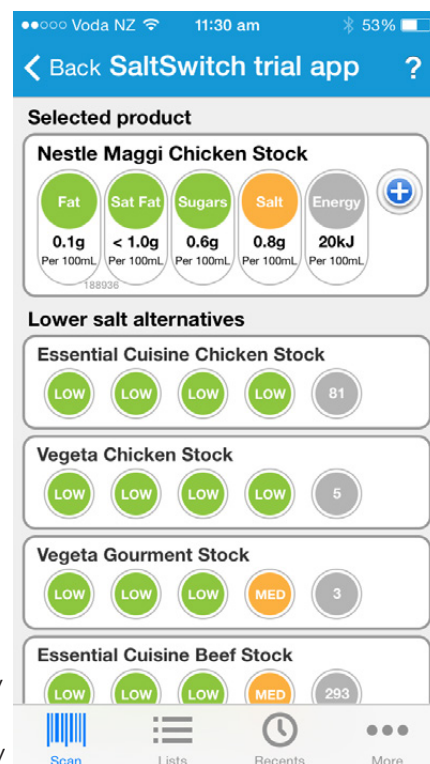 Voda NZ 11:30 am 53%
Back SaltSwitch trial app ?
Selected product
Nestle Maggi Chicken Stock
Fat Sat Fat Sugars Salt Energy
0.1g < 1.0g 0.6g 0.8g 20kJ
Per 100mL Per 100mL Per 100mL Per 100mL Per 100mL
188936
Lower salt alternatives
Essential Cuisine Chicken Stock
LOW LOW LOW LOW 81
Vegeta Chicken Stock
LOW LOW LOW LOW 5
Vegeta Gourment Stock
LOW LOW LOW MED 3
Essential Cuisine Beef Stock
LOW LOW LOW MED 293
Scan Lists Recents More